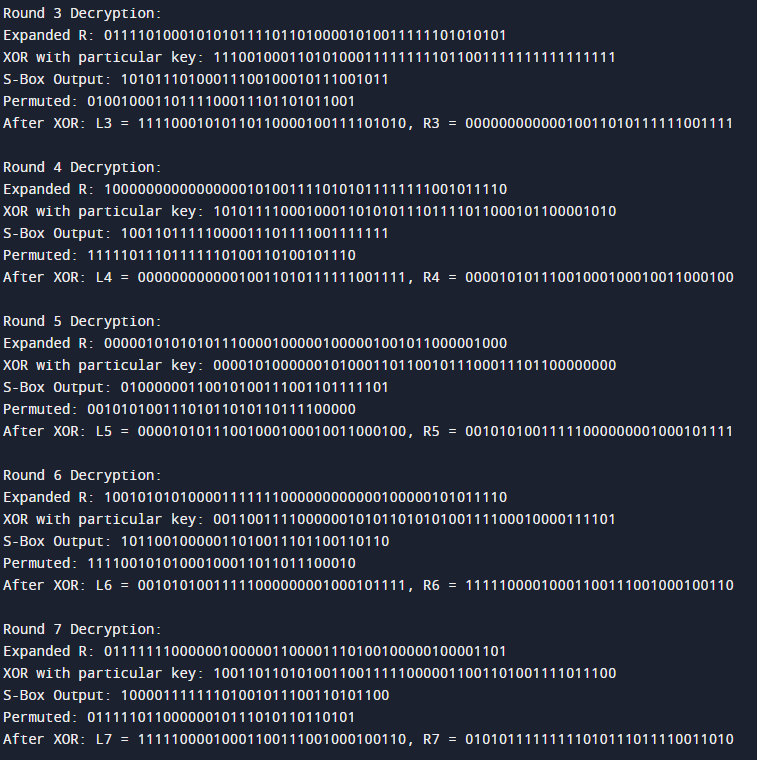 Round 3 Decryption:
Expanded R: 011110100010101011110110100001010011111101010101
XOR with particular key: 111001000110101000111111111011001111111111111111
S-Box Output: 10101110100011100100010111001011
Permuted: 01001000110111100011101101011001
After XOR: L3 = 11110001010110110000100111101010, R3 = 00000000000010011010111111001111
Round 4 Decryption:
Expanded R: 100000000000000001010011110101011111111001011110
XOR with particular key: 101011110001000110101011101111011000101100001010
S-Box Output: 10011011111000011101111001111111
Permuted: 11111011101111110100110100101110
After XOR: L4 = 00000000000010011010111111001111, R4 = 00001010111001000100010011000100
Round 5 Decryption:
Expanded R: 000001010101011100001000001000001001011000001000
XOR with particular key: 000010100000010100011011001011100011101100000000
S-Box Output: 01000000110010100111001101111101
Permuted: 00101010011101011010110111100000
After XOR: L5 = 00001010111001000100010011000100, R5 = 00101010011111000000001000101111
Round 6 Decryption:
Expanded R: 100101010100001111111000000000000100000101011110
XOR with particular key: 001100111100000010101101010100111100010000111101
S-Box Output: 10110010000011010011101100110110
Permuted: 11110010101000100011011011100010
After XOR: L6 = 00101010011111000000001000101111, R6 = 11111000010001100111001000100110
Round 7 Decryption:
Expanded R: 011111110000001000001100001110100100000100001101
XOR with particular key: 100110110101001100111110000011001101001111011100
S-Box Output: 10000111111101001011100110101100
Permuted: 01111101100000010111010110110101
After XOR: L7 = 11111000010001100111001000100110, R7 = 01010111111111010111011110011010